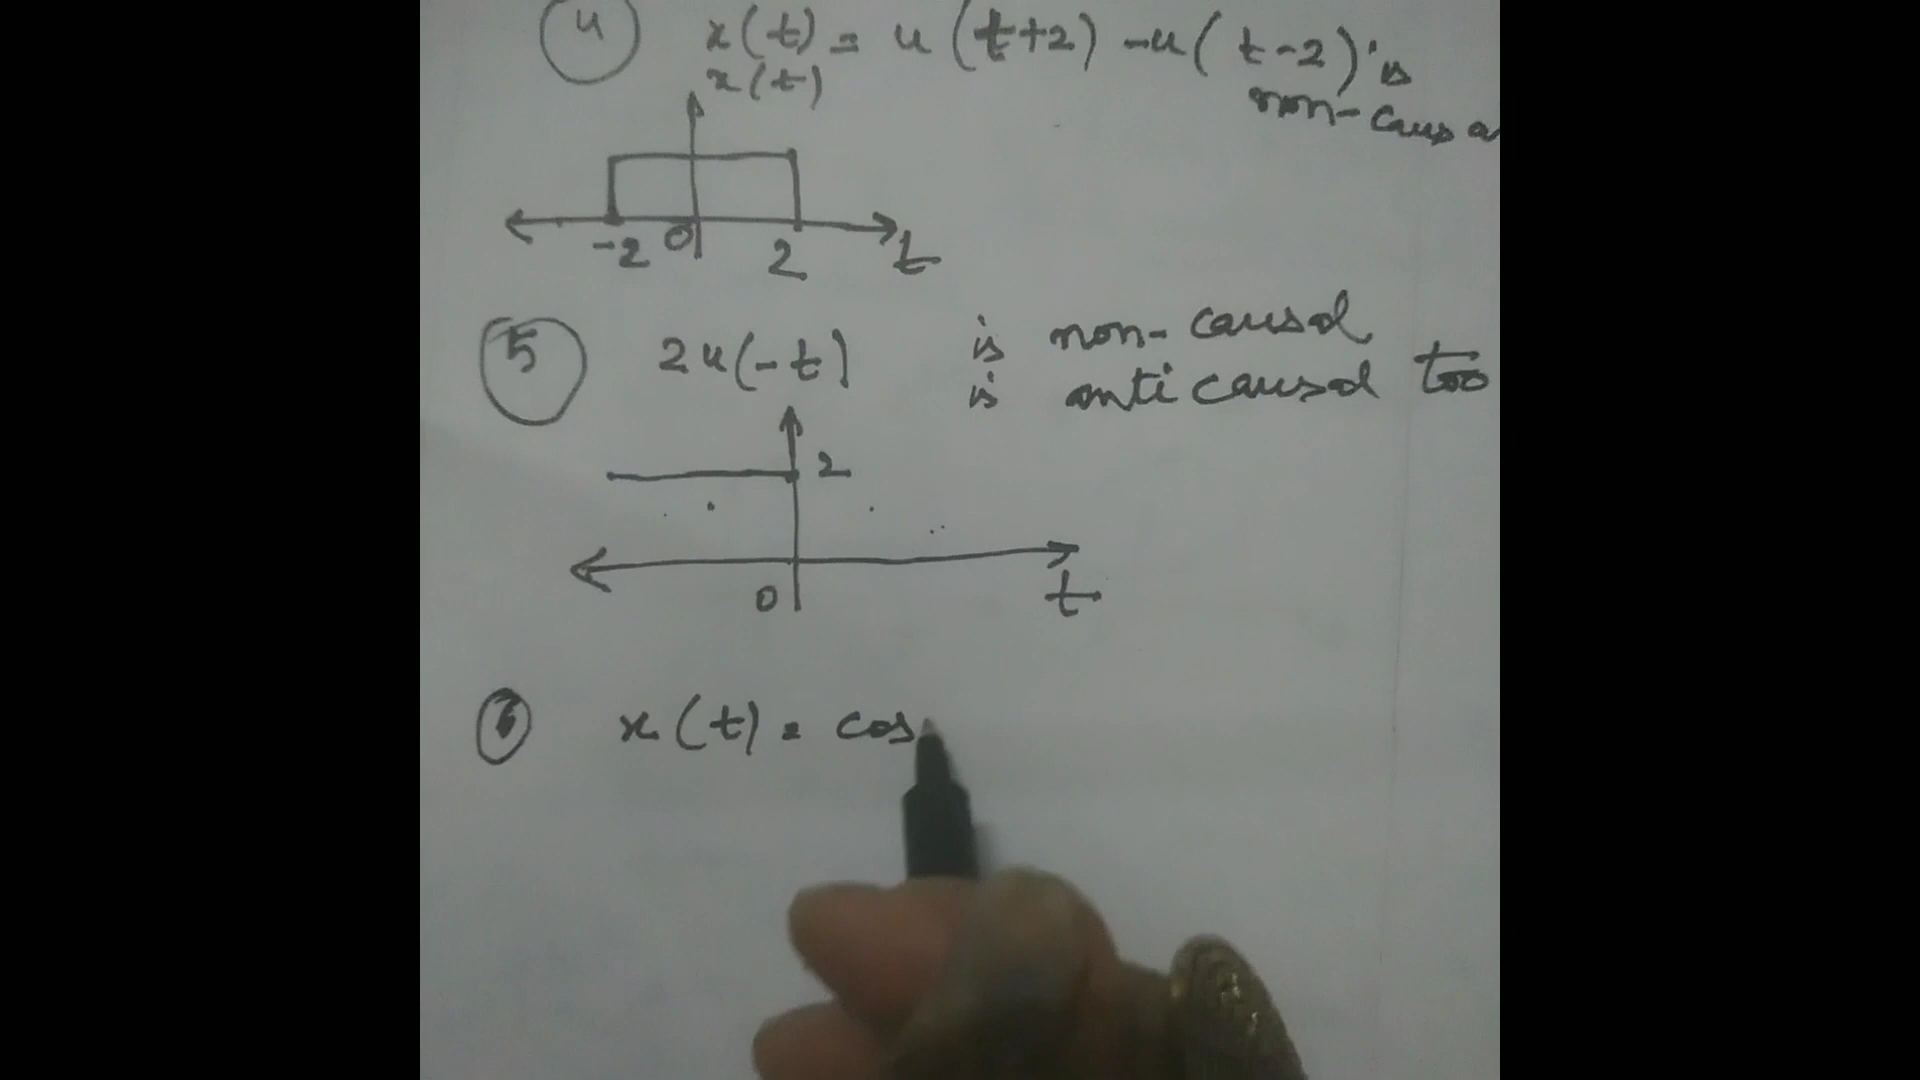 4 x(t) = u(t+2) -u(t-2) is
x(t) non-causa
-2 0 2 t
5 2u(-t) is non-causal
is anticausal too
2
0 t
6 x(t) = cos